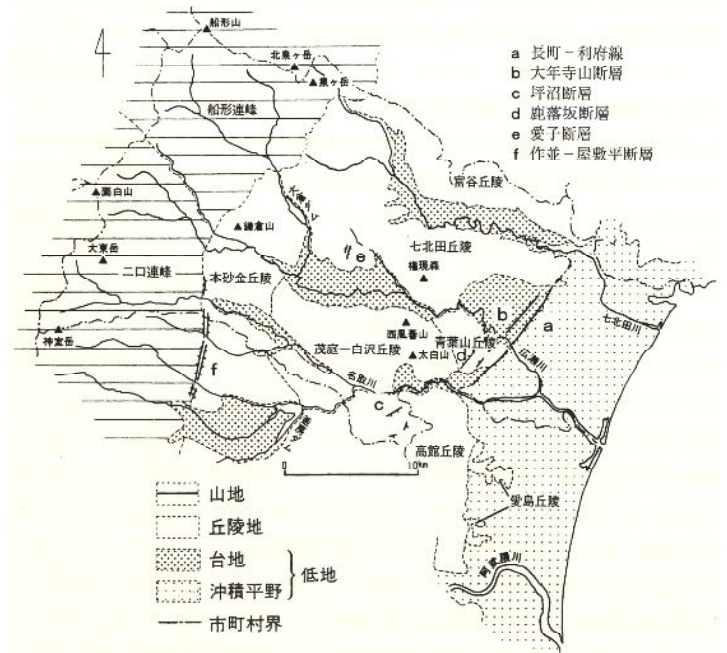 船形山
北泉ヶ岳
泉ヶ岳
船形連峰
a 長町−利府線
b 大年寺山断層
c 坪沼断層
d 鹿落坂断層
e 愛子断層
f 作並−屋敷平断層
富谷丘陵
面白山
鎌倉山
大倉ダム
七北田丘陵
大東岳
e
権現森
二口連峰
本砂金丘陵
b
a
七北田川
神室岳
西風蕃山
青葉山丘陵
茂庭−白沢丘陵
太白山
d
広瀬川
f
名取川
c
高館丘陵
0 10km
愛島丘陵
阿武隈川
山地
丘陵地
台地
沖積平野
低地
市町村界